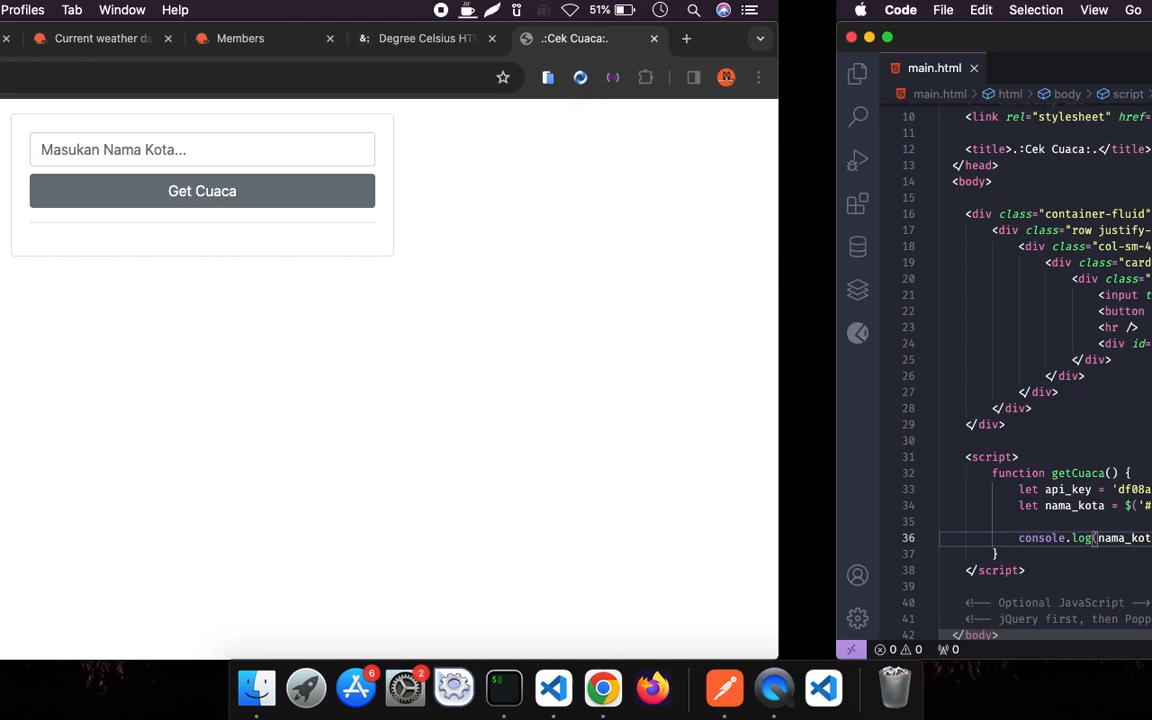 Profiles Tab Window Help 51%
Current weather da
Members
Degree Celsius HT
.:Cek Cuaca:.
Masukan Nama Kota...
Get Cuaca
Code File Edit Selection View Go
main.html
main.html > html > body > script
10 <link rel="stylesheet" href=
11
12 <title>.:Cek Cuaca:.</title>
13 </head>
14 <body>
15
16 <div class="container-fluid"
17 <div class="row justify-
18 <div class="col-sm-4
19 <div class="card
20 <div class="
21 <input t
22 <button
23 <hr />
24 <div id=
25 </div>
26 </div>
27 </div>
28 </div>
29 </div>
30
31 <script>
32 function getCuaca() {
33 let api_key = 'df08a
34 let nama_kota = $('#
35
36 console.log(nama_kot
37 }
38 </script>
39
40 <!-- Optional JavaScript -->
41 <!-- jQuery first, then Popp
42 </body>
0 0 0
6
2